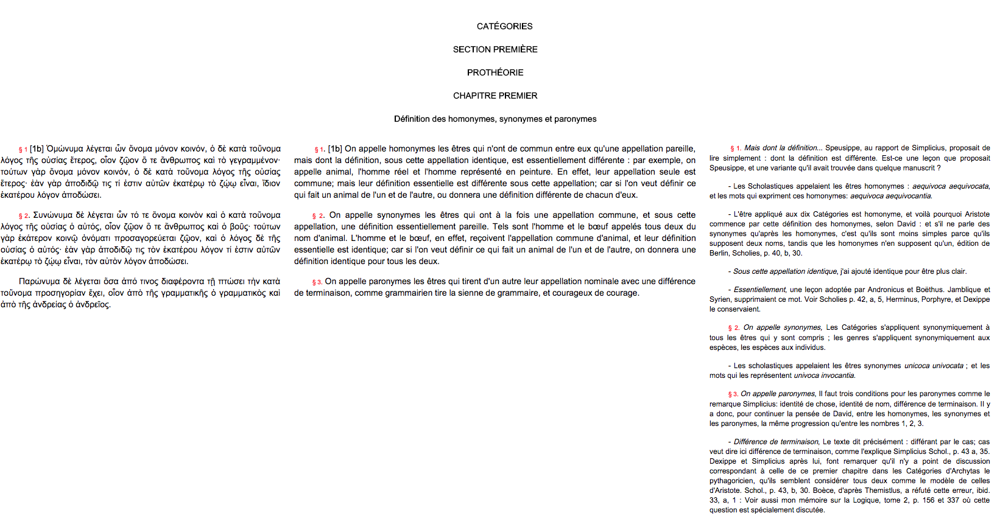 CATÉGORIES
SECTION PREMIÈRE
PROTHÉORIE
CHAPITRE PREMIER
Définition des homonymes, synonymes et paronymes
§ 1 [1b] Ὁμώνυμα λέγεται ὧν ὄνομα μόνον κοινόν, ὁ δὲ κατὰ τοὔνομα
λόγος τῆς οὐσίας ἕτερος, οἷον ζῷον ὅ τε ἄνθρωπος καὶ τὸ γεγραμμένον·
τούτων γὰρ ὄνομα μόνον κοινόν, ὁ δὲ κατὰ τοὔνομα λόγος τῆς οὐσίας
ἕτερος· ἐὰν γὰρ ἀποδιδῷ τις τί ἐστιν αὐτῶν ἑκατέρῳ τὸ ζῴῳ εἶναι, ἴδιον
ἑκατέρου λόγον ἀποδώσει.
§ 2. Συνώνυμα δὲ λέγεται ὧν τό τε ὄνομα κοινὸν καὶ ὁ κατὰ τοὔνομα
λόγος τῆς οὐσίας ὁ αὐτός, οἷον ζῷον ὅ τε ἄνθρωπος καὶ ὁ βοῦς· τούτων
γὰρ ἑκάτερον κοινῷ ὀνόματι προσαγορεύεται ζῷον, καὶ ὁ λόγος δὲ τῆς
οὐσίας ὁ αὐτός· ἐὰν γὰρ ἀποδιδῷ τις τὸν ἑκατέρου λόγον τί ἐστιν αὐτῶν
ἑκατέρῳ τὸ ζῴῳ εἶναι, τὸν αὐτὸν λόγον ἀποδώσει.
Παρώνυμα δὲ λέγεται ὅσα ἀπό τινος διαφέροντα τῇ πτώσει τὴν κατὰ
τοὔνομα προσηγορίαν ἔχει, οἷον ἀπὸ τῆς γραμματικῆς ὁ γραμματικὸς καὶ
ἀπὸ τῆς ἀνδρείας ὁ ἀνδρεῖος.
§ 1. [1b] On appelle homonymes les êtres qui n'ont de commun entre eux qu'une appellation pareille,
mais dont la définition, sous cette appellation identique, est essentiellement différente : par exemple, on
appelle animal, l'homme réel et l'homme représenté en peinture. En effet, leur appellation seule est
commune; mais leur définition essentielle est différente sous cette appellation; car si l'on veut définir ce
qui fait un animal de l'un et de l'autre, ou donnera une définition différente de chacun d'eux.
§ 2. On appelle synonymes les êtres qui ont à la fois une appellation commune, et sous cette
appellation, une définition essentiellement pareille. Tels sont l'homme et le bœuf appelés tous deux du
nom d'animal. L'homme et le bœuf, en effet, reçoivent l'appellation commune d'animal, et leur définition
essentielle est identique; car si l'on veut définir ce qui fait un animal de l'un et de l'autre, on donnera une
définition identique pour tous les deux.
§ 3. On appelle paronymes les êtres qui tirent d'un autre leur appellation nominale avec une différence
de terminaison, comme grammairien tire la sienne de grammaire, et courageux de courage.
§ 1. Mais dont la définition... Speusippe, au rapport de Simplicius, proposait de
lire simplement : dont la définition est différente. Est-ce une leçon que proposait
Speusippe, et une variante qu'il avait trouvée dans quelque manuscrit ?
- Les Scholastiques appelaient les êtres homonymes : aequivoca aequivocata,
et les mots qui expriment ces homonymes: aequivoca aequivocantia.
- L'être appliqué aux dix Catégories est homonyme, et voilà pourquoi Aristote
commence par cette définition des homonymes, selon David : et s'il ne parle des
synonymes qu'après les homonymes, c'est qu'ils sont moins simples parce qu'ils
supposent deux noms, tandis que les homonymes n'en supposent qu'un, édition de
Berlin, Scholies, p. 40, b, 30.
- Sous cette appellation identique, j'ai ajouté identique pour être plus clair.
- Essentiellement, une leçon adoptée par Andronicus et Boëthus. Jamblique et
Syrien, supprimaient ce mot. Voir Scholies p. 42, a, 5, Herminus, Porphyre, et Dexippe
le conservaient.
§ 2. On appelle synonymes, Les Catégories s'appliquent synonymiquement à
tous les êtres qui y sont compris ; les genres s'appliquent synonymiquement aux
espèces, les espèces aux individus.
- Les scholastiques appelaient les êtres synonymes unicoca univocata ; et les
mots qui les représentent univoca invocantia.
§ 3. On appelle paronymes, Il faut trois conditions pour les paronymes comme le
remarque Simplicius: identité de chose, identité de nom, différence de terminaison. II y
a donc, pour continuer la pensée de David, entre les homonymes, les synonymes et
les paronymes, la même progression qu'entre les nombres 1, 2, 3.
- Différence de terminaison, Le texte dit précisément : différant par le cas; cas
veut dire ici différence de terminaison, comme l'explique Simplicius Schol., p. 43 a, 35.
Dexippe et Simplicius après lui, font remarquer qu'il n'y a point de discussion
correspondant à celle de ce premier chapitre dans les Catégories d'Archytas le
pythagoricien, qu'ils semblent considérer tous deux comme le modèle de celles
d'Aristote. Schol., p. 43, b, 30. Boèce, d'après Themistlus, a réfuté cette erreur, ibid.
33, a, 1 : Voir aussi mon mémoire sur la Logique, tome 2, p. 156 et 337 où cette
question est spécialement discutée.